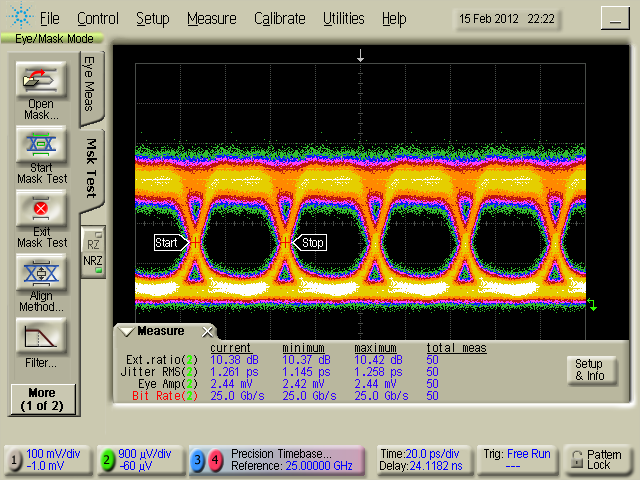 File Control Setup Measure Calibrate Utilities Help 15 Feb 2012 22:22
Eye/Mask Mode
Eye Meas
Msk Test
Open
Mask...
Start
Mask Test
Exit
Mask Test
RZ
NRZ
Align
Method...
Filter...
More
(1 of 2)
Start Stop
Measure
current minimum maximum total meas
Ext.ratio(2) 10.38 dB 10.37 dB 10.42 dB 50
Jitter RMS(2) 1.261 ps 1.145 ps 1.258 ps 50
Eye Amp(2) 2.44 mV 2.42 mV 2.44 mV 50
Bit Rate(2) 25.0 Gb/s 25.0 Gb/s 25.0 Gb/s 50
Setup
& Info
1 100 mV/div
-1.0 mV
2 900 µV/div
-60 µV
3 4 Precision Timebase...
Reference: 25.00000 GHz
Time:20.0 ps/div
Delay:24.1182 ns
Trig: Free Run
---
Pattern
Lock